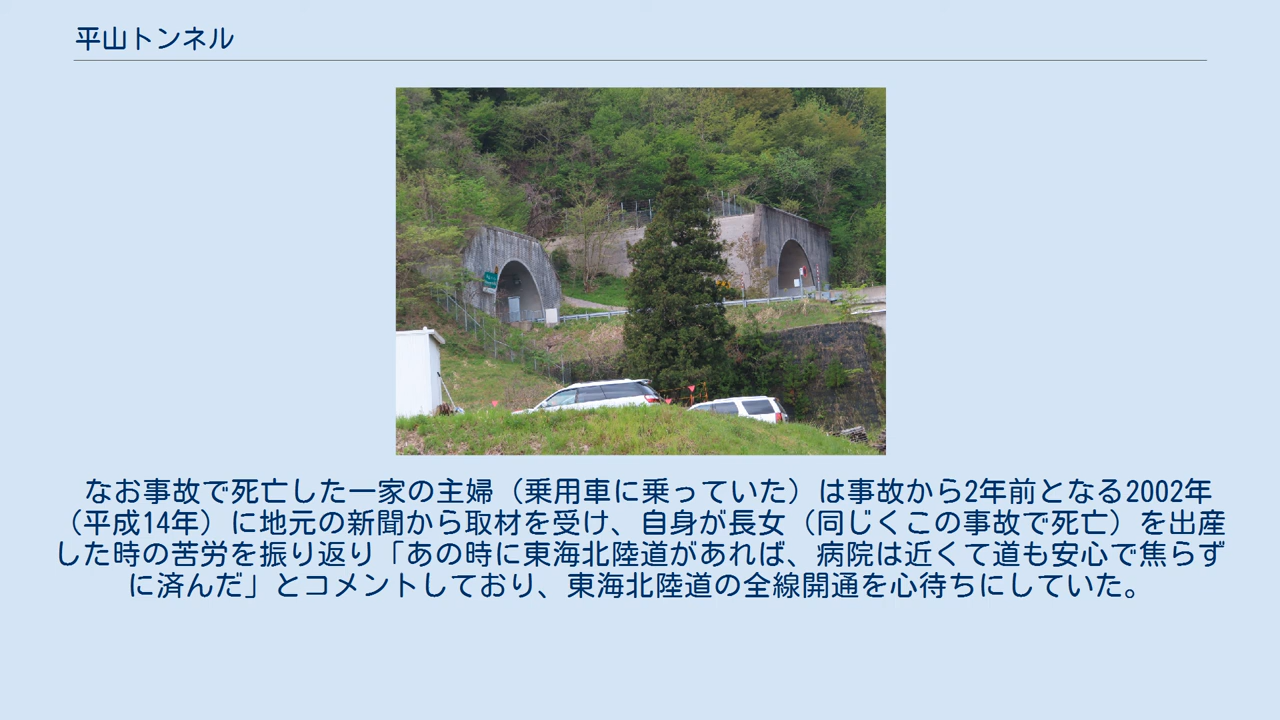 平山トンネル
なお事故で死亡した一家の主婦（乗用車に乗っていた）は事故から2年前となる2002年
（平成14年）に地元の新聞から取材を受け、自身が長女（同じくこの事故で死亡）を出産
した時の苦労を振り返り「あの時に東海北陸道があれば、病院は近くて道も安心で焦らず
に済んだ」とコメントしており、東海北陸道の全線開通を心待ちにしていた。